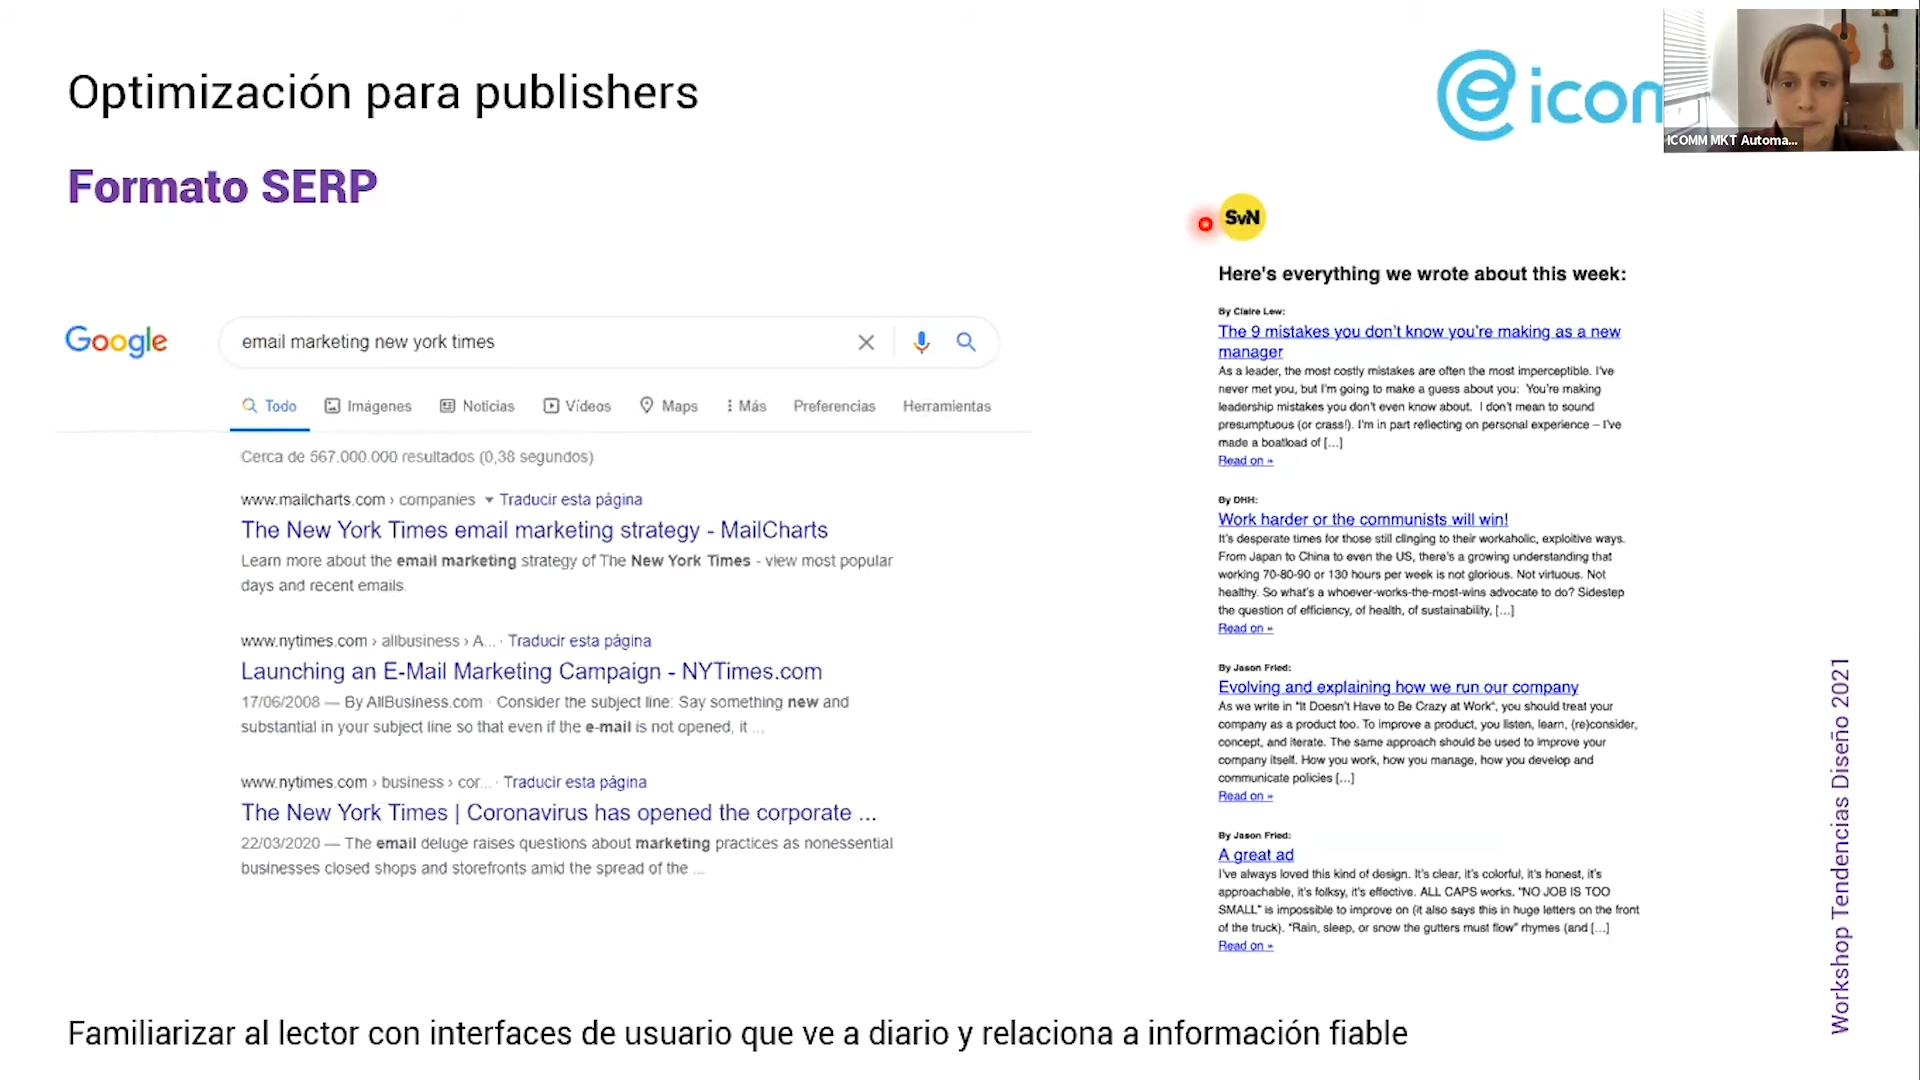 Optimización para publishers
Formato SERP
icom
ICOMM MKT Automa...
Google
email marketing new york times
Todo
Imágenes
Noticias
Vídeos
Maps
Más
Preferencias
Herramientas
Cerca de 567.000.000 resultados (0,38 segundos)
www.mailcharts.com › companies ▾ Traducir esta página
The New York Times email marketing strategy - MailCharts
Learn more about the email marketing strategy of The New York Times - view most popular
days and recent emails.
www.nytimes.com › allbusiness › A... · Traducir esta página
Launching an E-Mail Marketing Campaign - NYTimes.com
17/06/2008 — By AllBusiness.com · Consider the subject line: Say something new and
substantial in your subject line so that even if the e-mail is not opened, it ...
www.nytimes.com › business › cor... · Traducir esta página
The New York Times | Coronavirus has opened the corporate ...
22/03/2020 — The email deluge raises questions about marketing practices as nonessential
businesses closed shops and storefronts amid the spread of the ...
SvN
Here's everything we wrote about this week:
By Claire Lew:
The 9 mistakes you don't know you're making as a new
manager
As a leader, the most costly mistakes are often the most imperceptible. I've
never met you, but I'm going to make a guess about you: You're making
leadership mistakes you don't even know about. I don't mean to sound
presumptuous (or crass!). I'm in part reflecting on personal experience – I've
made a boatload of [...]
Read on »
By DHH:
Work harder or the communists will win!
It's desperate times for those still clinging to their workaholic, exploitive ways.
From Japan to China to even the US, there's a growing understanding that
working 70-80-90 or 130 hours per week is not glorious. Not virtuous. Not
healthy. So what's a whoever-works-the-most-wins advocate to do? Sidestep
the question of efficiency, of health, of sustainability, [...]
Read on »
By Jason Fried:
Evolving and explaining how we run our company
As we write in "It Doesn't Have to Be Crazy at Work", you should treat your
company as a product too. To improve a product, you listen, learn, (re)consider,
concept, and iterate. The same approach should be used to improve your
company itself. How you work, how you manage, how you develop and
communicate policies [...]
Read on »
By Jason Fried:
A great ad
I've always loved this kind of design. It's clear, it's colorful, it's honest, it's
approachable, it's folksy, it's effective. ALL CAPS works. "NO JOB IS TOO
SMALL" is impossible to improve on (it also says this in huge letters on the front
of the truck). "Rain, sleep, or snow the gutters must flow" rhymes (and [...]
Read on »
Workshop Tendencias Diseño 2021
Familiarizar al lector con interfaces de usuario que ve a diario y relaciona a información fiable